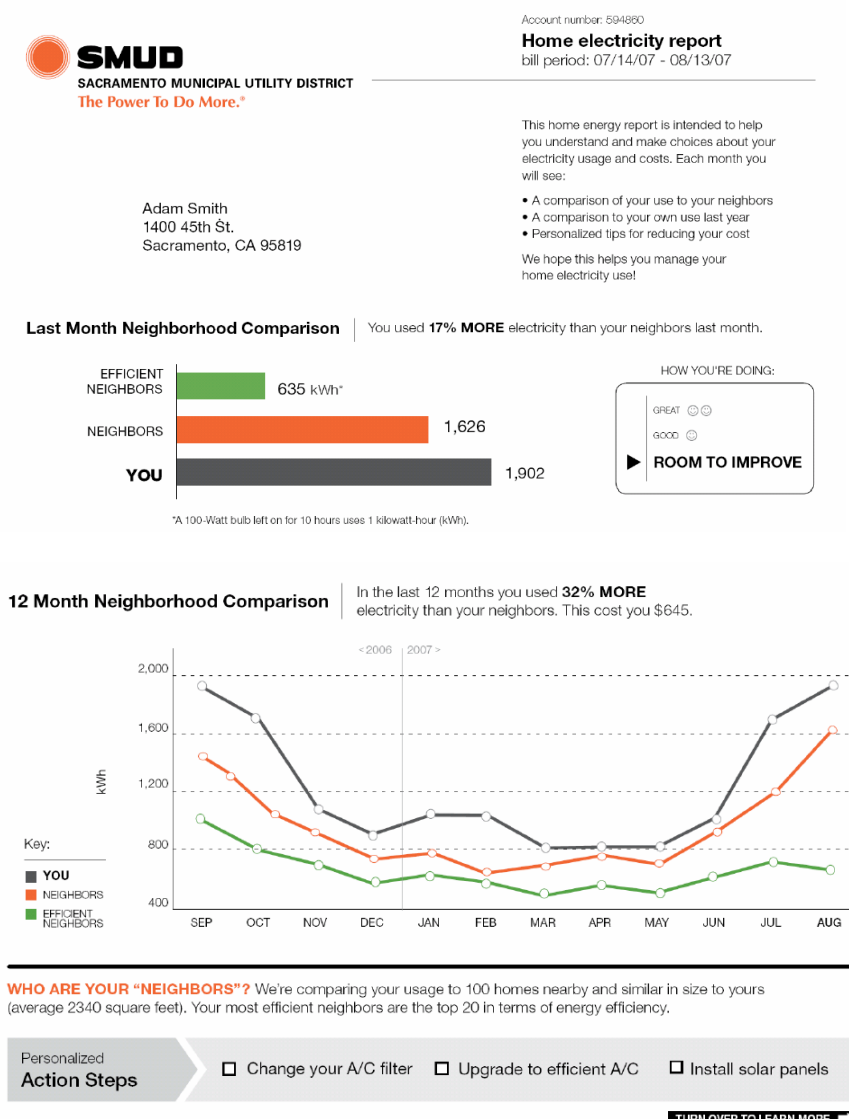 Account number: 594860
Home electricity report
bill period: 07/14/07 - 08/13/07
SMUD
SACRAMENTO MUNICIPAL UTILITY DISTRICT
The Power To Do More.®
This home energy report is intended to help
you understand and make choices about your
electricity usage and costs. Each month you
will see:
• A comparison of your use to your neighbors
• A comparison to your own use last year
• Personalized tips for reducing your cost
We hope this helps you manage your
home electricity use!
Adam Smith
1400 45th St.
Sacramento, CA 95819
Last Month Neighborhood Comparison
You used 17% MORE electricity than your neighbors last month.
EFFICIENT
NEIGHBORS
635 kWh*
NEIGHBORS
1,626
YOU
1,902
*A 100-Watt bulb left on for 10 hours uses 1 kilowatt-hour (kWh).
HOW YOU'RE DOING:
GREAT
GOOD
ROOM TO IMPROVE
12 Month Neighborhood Comparison
In the last 12 months you used 32% MORE
electricity than your neighbors. This cost you $645.
<2006 2007>
2,000
1,600
1,200
800
400
kWh
Key:
YOU
NEIGHBORS
EFFICIENT
NEIGHBORS
SEP OCT NOV DEC JAN FEB MAR APR MAY JUN JUL AUG
WHO ARE YOUR “NEIGHBORS”? We're comparing your usage to 100 homes nearby and similar in size to yours
(average 2340 square feet). Your most efficient neighbors are the top 20 in terms of energy efficiency.
Personalized
Action Steps
Change your A/C filter
Upgrade to efficient A/C
Install solar panels
TURN OVER TO LEARN MORE